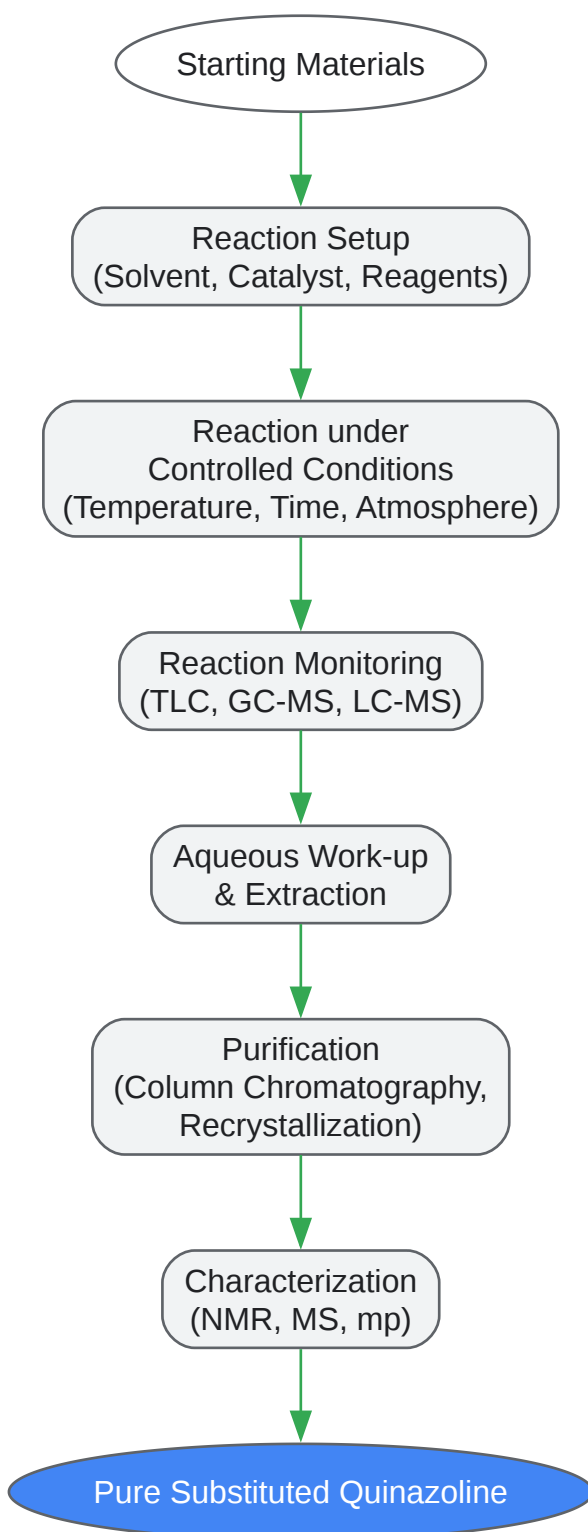 Starting Materials
Reaction Setup
(Solvent, Catalyst, Reagents)
Reaction under
Controlled Conditions
(Temperature, Time, Atmosphere)
Reaction Monitoring
(TLC, GC-MS, LC-MS)
Aqueous Work-up
& Extraction
Purification
(Column Chromatography,
Recrystallization)
Characterization
(NMR, MS, mp)
Pure Substituted Quinazoline